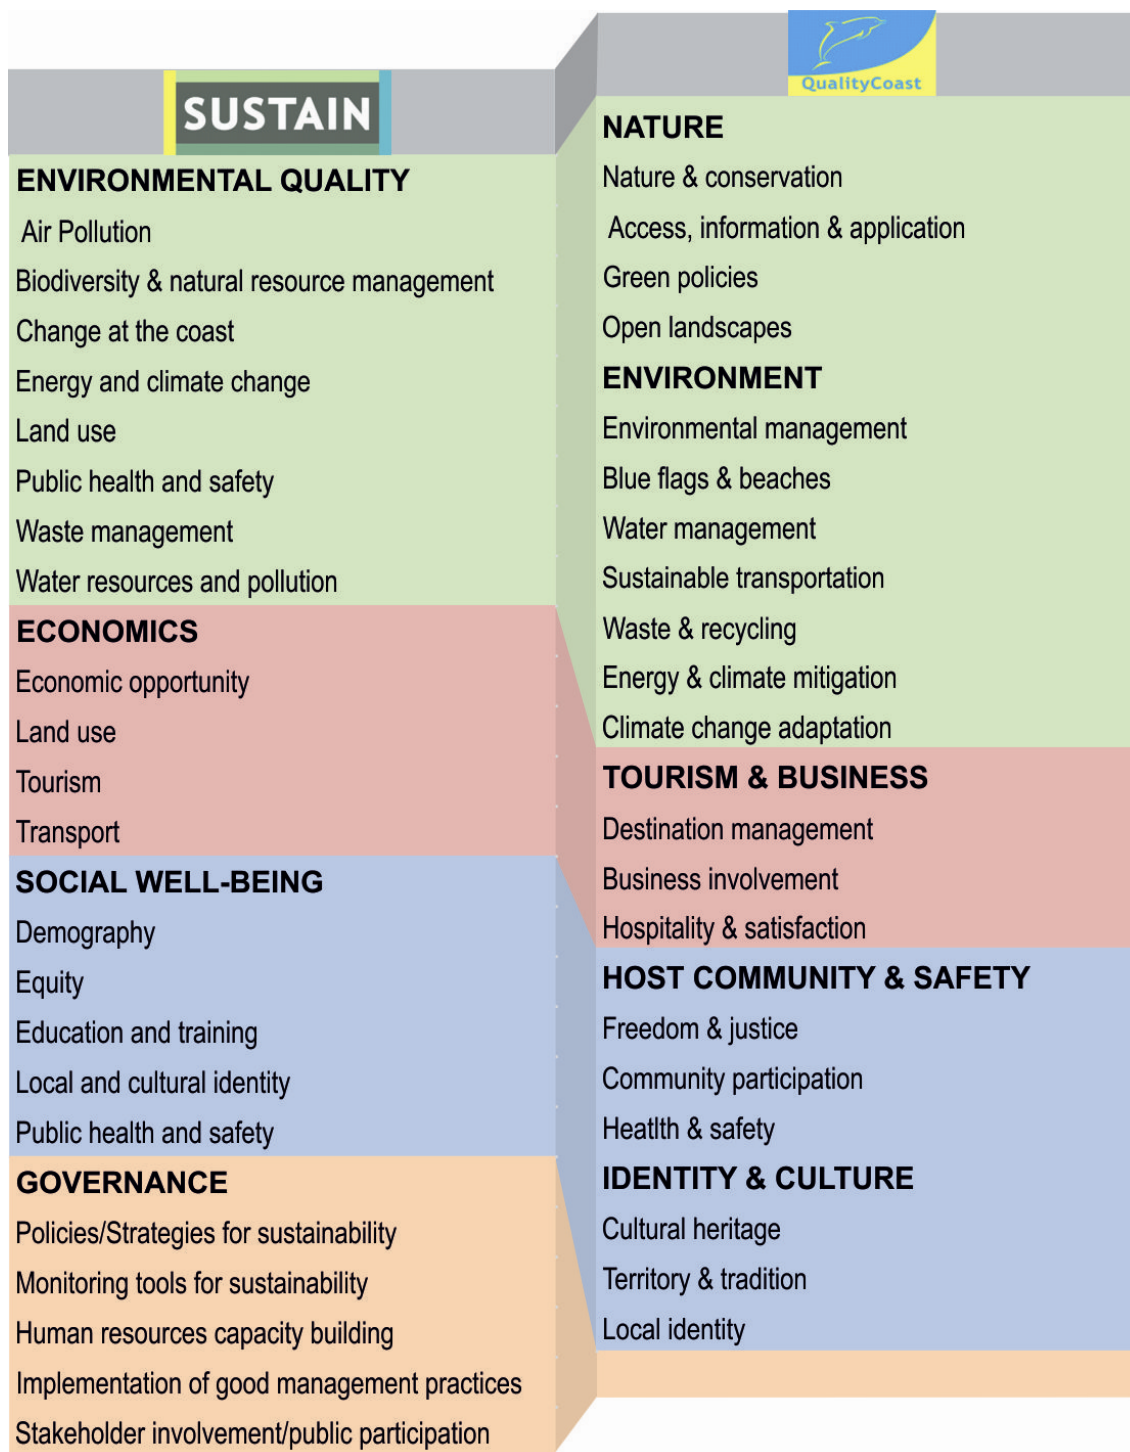 SUSTAIN
ENVIRONMENTAL QUALITY
Air Pollution
Biodiversity & natural resource management
Change at the coast
Energy and climate change
Land use
Public health and safety
Waste management
Water resources and pollution
ECONOMICS
Economic opportunity
Land use
Tourism
Transport
SOCIAL WELL-BEING
Demography
Equity
Education and training
Local and cultural identity
Public health and safety
GOVERNANCE
Policies/Strategies for sustainability
Monitoring tools for sustainability
Human resources capacity building
Implementation of good management practices
Stakeholder involvement/public participation
QualityCoast
NATURE
Nature & conservation
Access, information & application
Green policies
Open landscapes
ENVIRONMENT
Environmental management
Blue flags & beaches
Water management
Sustainable transportation
Waste & recycling
Energy & climate mitigation
Climate change adaptation
TOURISM & BUSINESS
Destination management
Business involvement
Hospitality & satisfaction
HOST COMMUNITY & SAFETY
Freedom & justice
Community participation
Heatlth & safety
IDENTITY & CULTURE
Cultural heritage
Territory & tradition
Local identity